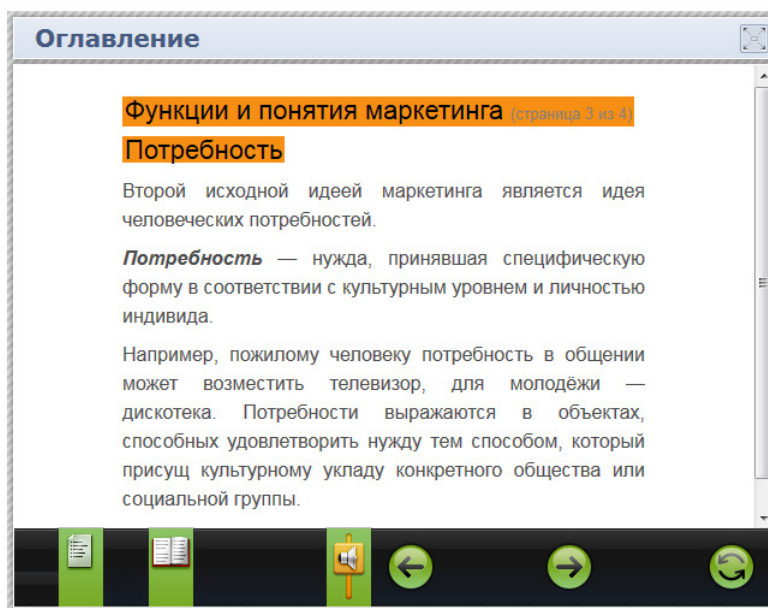 Оглавление
Функции и понятия маркетинга (страница 3 из 4)
Потребность
Второй исходной идеей маркетинга является идея
человеческих потребностей.
Потребность — нужда, принявшая специфическую
форму в соответствии с культурным уровнем и личностью
индивида.
Например, пожилому человеку потребность в общении
может возместить телевизор, для молодёжи —
дискотека. Потребности выражаются в объектах,
способных удовлетворить нужду тем способом, который
присущ культурному укладу конкретного общества или
социальной группы.